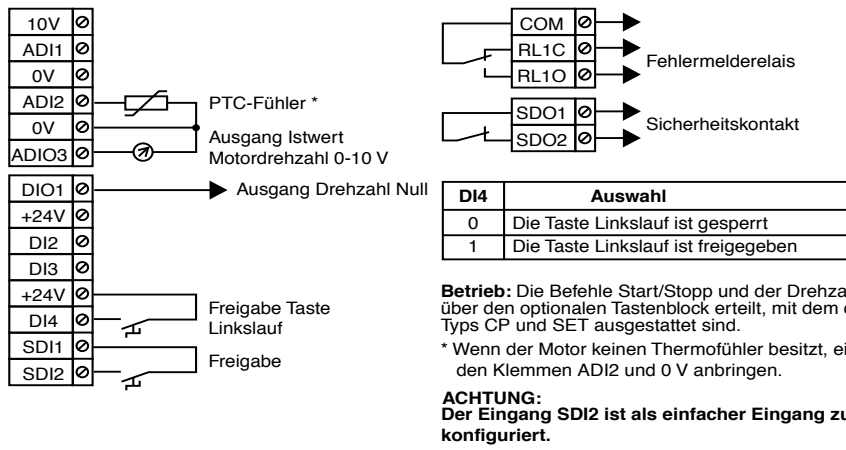 10V
ADI1
0V
ADI2
0V
ADIO3
PTC-Fühler *
Ausgang Istwert
Motordrehzahl 0-10 V
DIO1
+24V
DI2
DI3
+24V
DI4
SDI1
SDI2
Ausgang Drehzahl Null
Freigabe Taste
Linkslauf
Freigabe
COM
RL1C
RL1O
Fehlermelderelais
SDO1
SDO2
Sicherheitskontakt
DI4 Auswahl
0 Die Taste Linkslauf ist gesperrt
1 Die Taste Linkslauf ist freigegeben
Betrieb: Die Befehle Start/Stopp und der
über den optionalen Tastenblock erteilt, mit dem
Typs CP und SET ausgestattet sind.
* Wenn der Motor keinen Thermofühler besitzt,
den Klemmen ADI2 und 0 V anbringen.
ACHTUNG:
Der Eingang SDI2 ist als einfacher Eingang
konfiguriert.